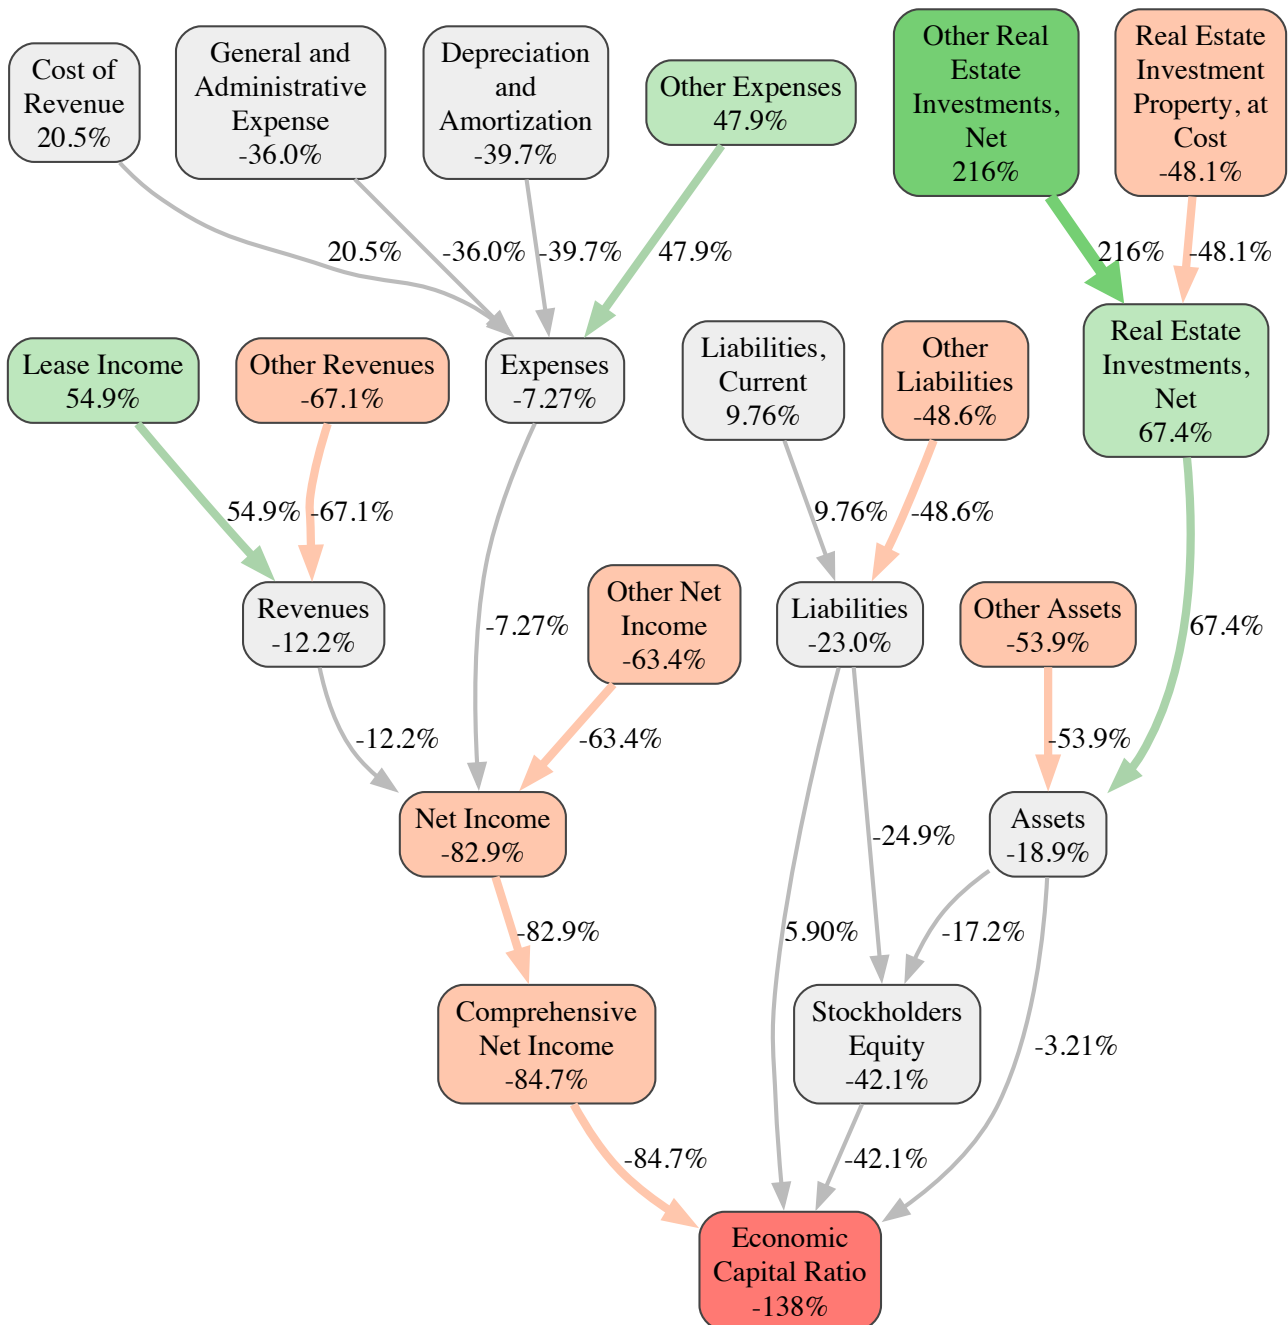 Cost of
Revenue
20.5%
General and
Administrative
Expense
-36.0%
Depreciation
and
Amortization
-39.7%
Other Expenses
47.9%
Other Real
Estate
Investments,
Net
216%
Real Estate
Investment
Property, at
Cost
-48.1%
20.5%
-36.0%
-39.7%
47.9%
216%
-48.1%
Lease Income
54.9%
Other Revenues
-67.1%
Expenses
-7.27%
Liabilities,
Current
9.76%
Other
Liabilities
-48.6%
Real Estate
Investments,
Net
67.4%
54.9%
-67.1%
9.76%
-48.6%
Revenues
-12.2%
-7.27%
Other Net
Income
-63.4%
Liabilities
-23.0%
Other Assets
-53.9%
67.4%
-12.2%
-63.4%
-53.9%
Net Income
-82.9%
-24.9%
Assets
-18.9%
-82.9%
5.90%
-17.2%
Comprehensive
Net Income
-84.7%
Stockholders
Equity
-42.1%
-3.21%
-84.7%
-42.1%
Economic
Capital Ratio
-138%